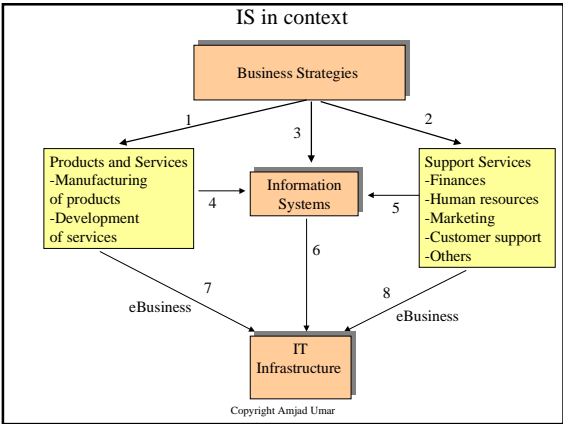 IS in context
Business Strategies
1
3
2
Products and Services
-Manufacturing
of products
-Development
of services
4
Information
Systems
5
Support Services
-Finances
-Human resources
-Marketing
-Customer support
-Others
6
7
eBusiness
8
eBusiness
IT
Infrastructure
Copyright Amjad Umar